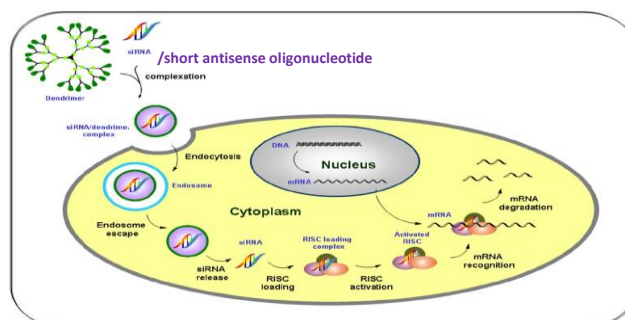 siRNA
/short antisense oligonucleotide
complexation
Dendrimer
siRNA/dendrime,
complex
Endocytosis
Endosome
Endosome
escape
siRNA
release
siRNA
RISC
loading
RISC loading
complex
RISC
activation
Activated
RISC
mRNA
recognition
mRNA
mRNA
degradation
DNA
Nucleus
mRNA
Cytoplasm